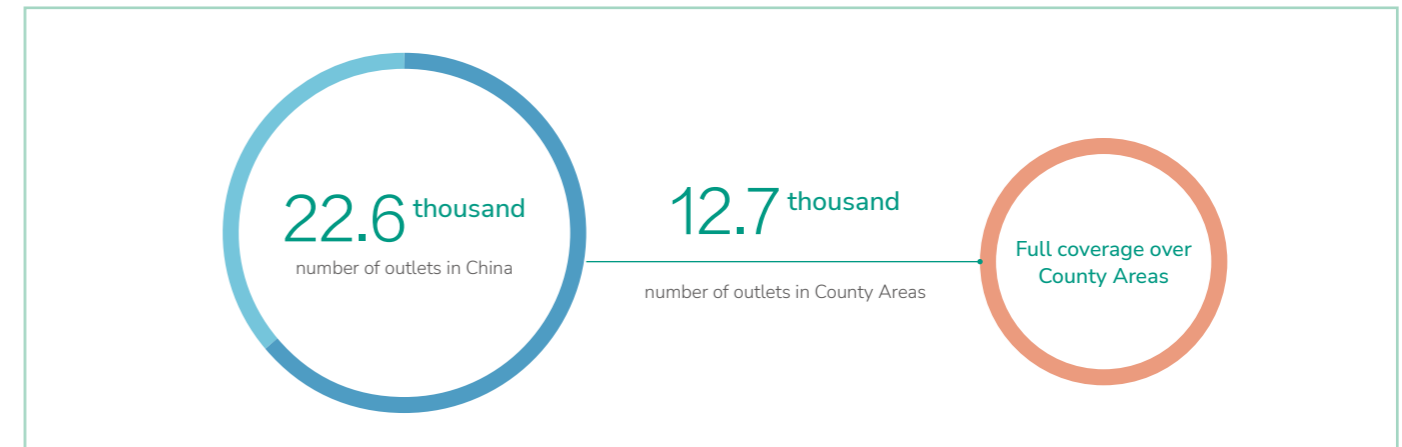 22.6 thousand
number of outlets in China
12.7 thousand
number of outlets in County Areas
Full coverage over
County Areas